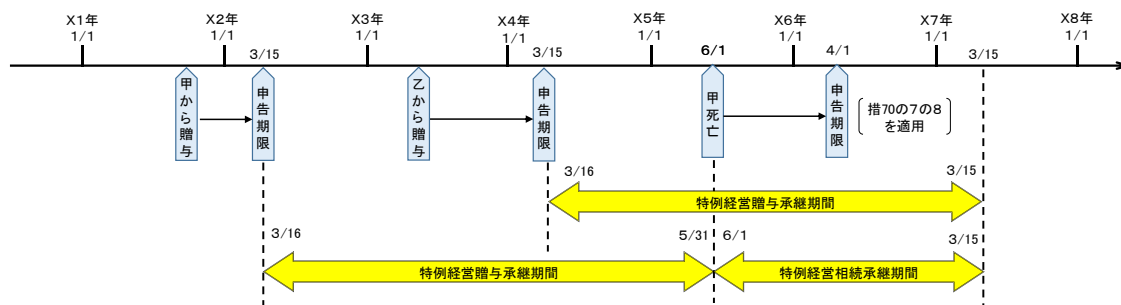 X1年
1/1
X2年
1/1
X3年
1/1
X4年
1/1
X5年
1/1
X6年
1/1
X7年
1/1
X8年
1/1
3/15
3/15
6/1
4/1
3/15
甲から贈与
申告期限
乙から贈与
申告期限
甲死亡
申告期限
措70の7の8
を適用
3/16
3/15
特例経営贈与承継期間
3/16
5/31
6/1
3/15
特例経営贈与承継期間
特例経営相続承継期間